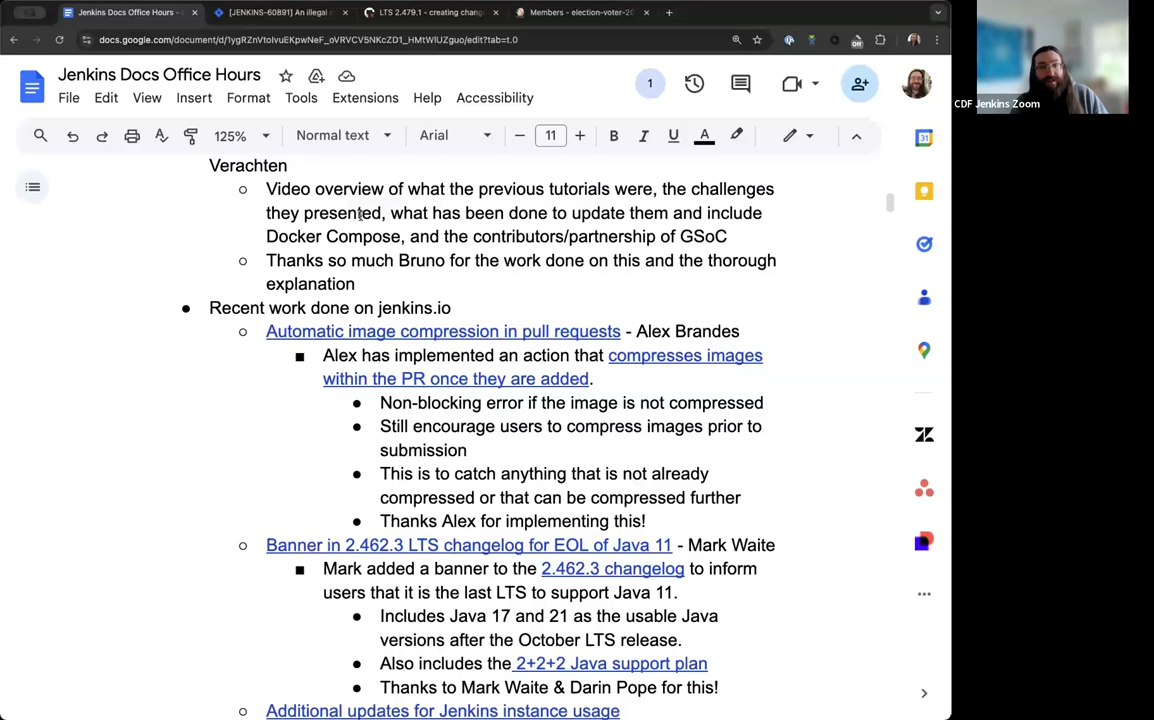 Jenkins Docs Office Hours
[JENKINS-60891] An illegal r
LTS 2.479.1 - creating chang
Members - election-voter-20
docs.google.com/document/d/1ygRZnVtoIvuEKpwNeF_oVRVCV5NKcZD1_HMtWIUZguo/edit?tab=t.0
Off
Jenkins Docs Office Hours
File Edit View Insert Format Tools Extensions Help Accessibility
1
125% Normal text Arial 11 B I U A
31
Verachten
Video overview of what the previous tutorials were, the challenges
they presented, what has been done to update them and include
Docker Compose, and the contributors/partnership of GSoC
Thanks so much Bruno for the work done on this and the thorough
explanation
Recent work done on jenkins.io
Automatic image compression in pull requests - Alex Brandes
Alex has implemented an action that compresses images
within the PR once they are added.
Non-blocking error if the image is not compressed
Still encourage users to compress images prior to
submission
This is to catch anything that is not already
compressed or that can be compressed further
Thanks Alex for implementing this!
Banner in 2.462.3 LTS changelog for EOL of Java 11 - Mark Waite
Mark added a banner to the 2.462.3 changelog to inform
users that it is the last LTS to support Java 11.
Includes Java 17 and 21 as the usable Java
versions after the October LTS release.
Also includes the 2+2+2 Java support plan
Thanks to Mark Waite & Darin Pope for this!
Additional updates for Jenkins instance usage
CDF Jenkins Zoom